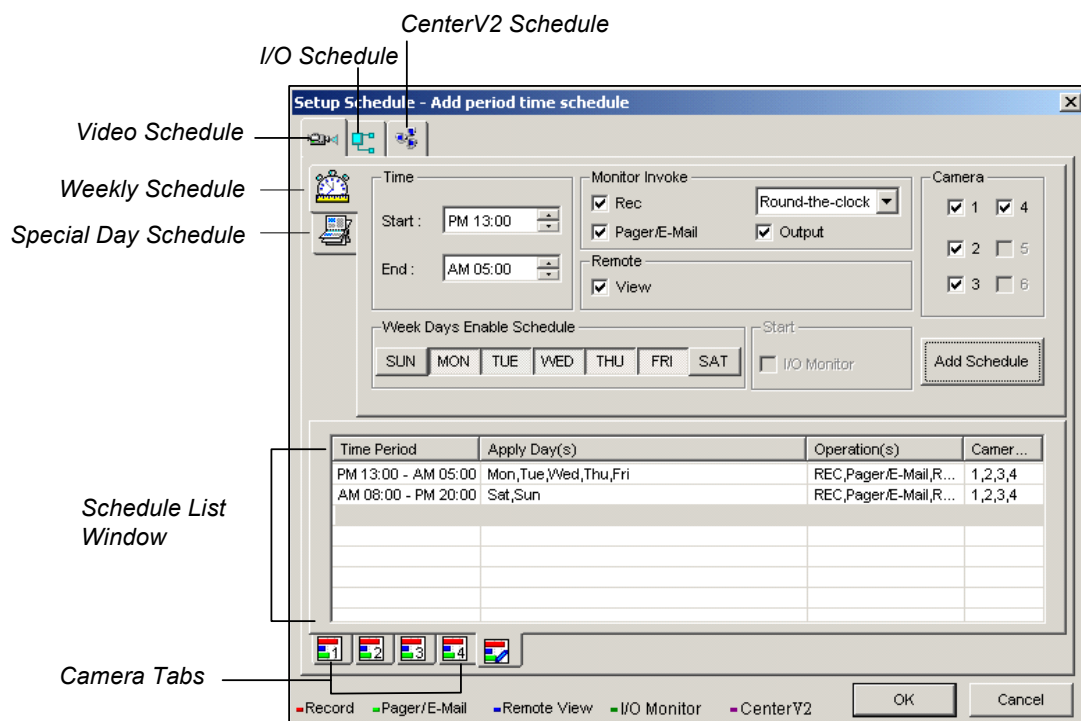 CenterV2 Schedule
I/O Schedule
Setup Schedule - Add period time schedule
Video Schedule
Weekly Schedule
Special Day Schedule
Time
Start :
PM 13:00
End :
AM 05:00
Monitor Invoke
Rec
Round-the-clock
Pager/E-Mail
Output
Remote
View
Camera
1
4
2
5
3
6
Week Days Enable Schedule
SUN MON TUE WED THU FRI SAT
Start
I/O Monitor
Add Schedule
Time Period Apply Day(s) Operation(s) Camer...
PM 13:00 - AM 05:00 Mon,Tue,Wed,Thu,Fri REC,Pager/E-Mail,R... 1,2,3,4
AM 08:00 - PM 20:00 Sat,Sun REC,Pager/E-Mail,R... 1,2,3,4
Schedule List
Window
1 2 3 4
Camera Tabs
Record Pager/E-Mail Remote View I/O Monitor CenterV2
OK
Cancel